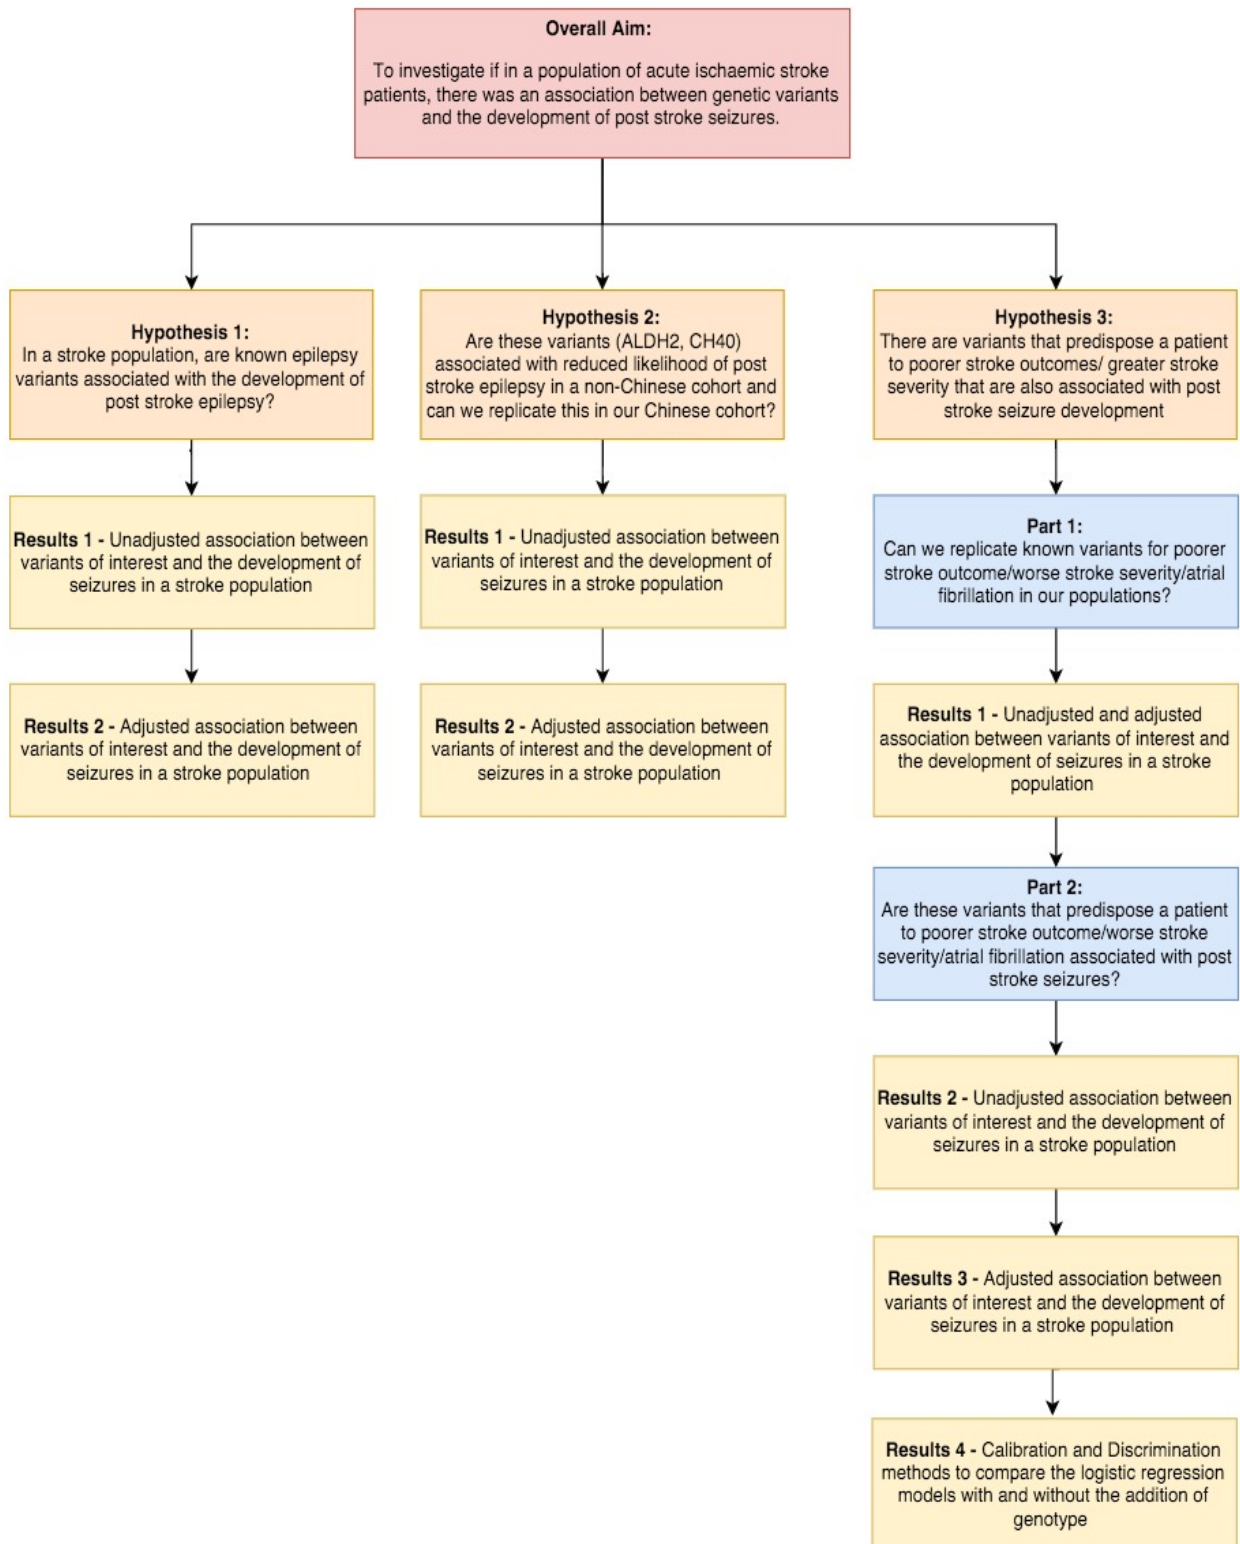 Overall Aim:
To investigate if in a population of acute ischaemic stroke
patients, there was an association between genetic variants
and the development of post stroke seizures.
Hypothesis 1:
In a stroke population, are known epilepsy
variants associated with the development of
post stroke epilepsy?
Hypothesis 2:
Are these variants (ALDH2, CH40)
associated with reduced likelihood of post
stroke epilepsy in a non-Chinese cohort and
can we replicate this in our Chinese cohort?
Hypothesis 3:
There are variants that predispose a patient
to poorer stroke outcomes/ greater stroke
severity that are also associated with post
stroke seizure development
Results 1 - Unadjusted association between
variants of interest and the development of
seizures in a stroke population
Results 1 - Unadjusted association between
variants of interest and the development of
seizures in a stroke population
Part 1:
Can we replicate known variants for poorer
stroke outcome/worse stroke severity/atrial
fibrillation in our populations?
Results 2 - Adjusted association between
variants of interest and the development of
seizures in a stroke population
Results 2 - Adjusted association between
variants of interest and the development of
seizures in a stroke population
Results 1 - Unadjusted and adjusted
association between variants of interest and
the development of seizures in a stroke
population
Part 2:
Are these variants that predispose a patient
to poorer stroke outcome/worse stroke
severity/atrial fibrillation associated with post
stroke seizures?
Results 2 - Unadjusted association between
variants of interest and the development of
seizures in a stroke population
Results 3 - Adjusted association between
variants of interest and the development of
seizures in a stroke population
Results 4 - Calibration and Discrimination
methods to compare the logistic regression
models with and without the addition of
genotype